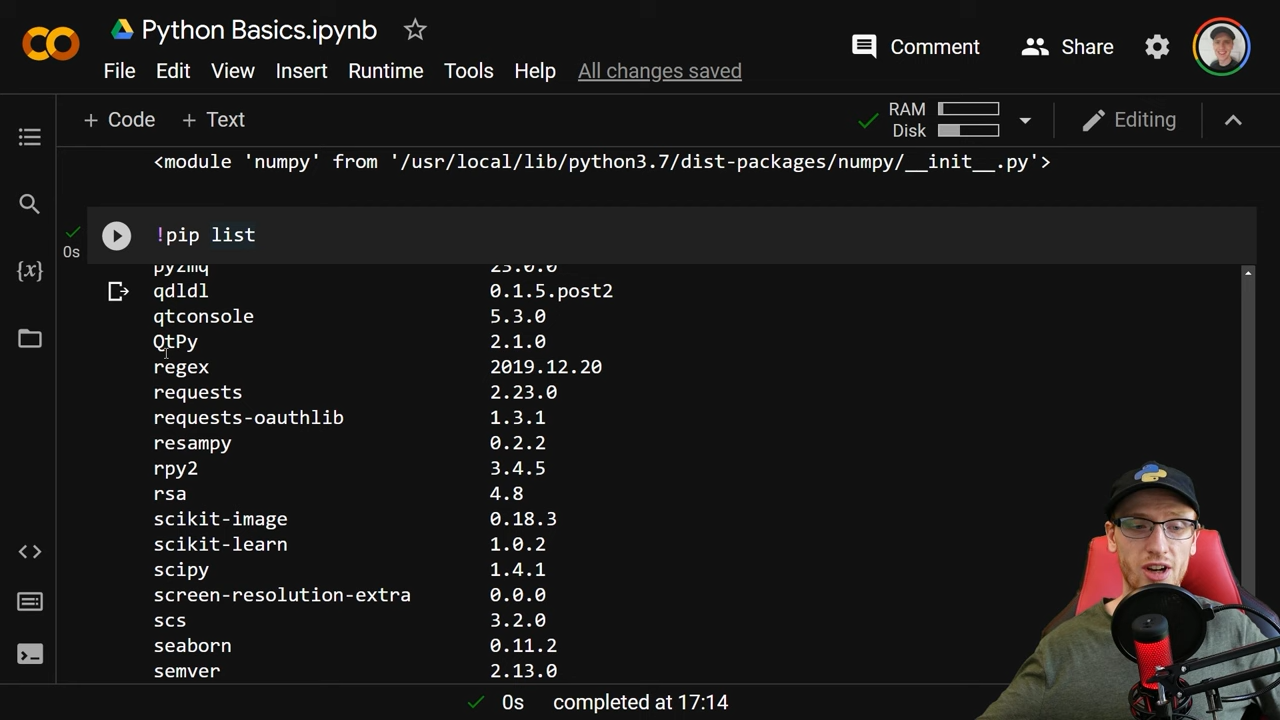 Python Basics.ipynb
Comment
Share
File Edit View Insert Runtime Tools Help All changes saved
+ Code + Text
RAM
Disk
Editing
<module 'numpy' from '/usr/local/lib/python3.7/dist-packages/numpy/__init__.py'>
0s
!pip list
pyzmq 23.0.0
qdldl 0.1.5.post2
qtconsole 5.3.0
QtPy 2.1.0
regex 2019.12.20
requests 2.23.0
requests-oauthlib 1.3.1
resampy 0.2.2
rpy2 3.4.5
rsa 4.8
scikit-image 0.18.3
scikit-learn 1.0.2
scipy 1.4.1
screen-resolution-extra 0.0.0
scs 3.2.0
seaborn 0.11.2
semver 2.13.0
0s completed at 17:14